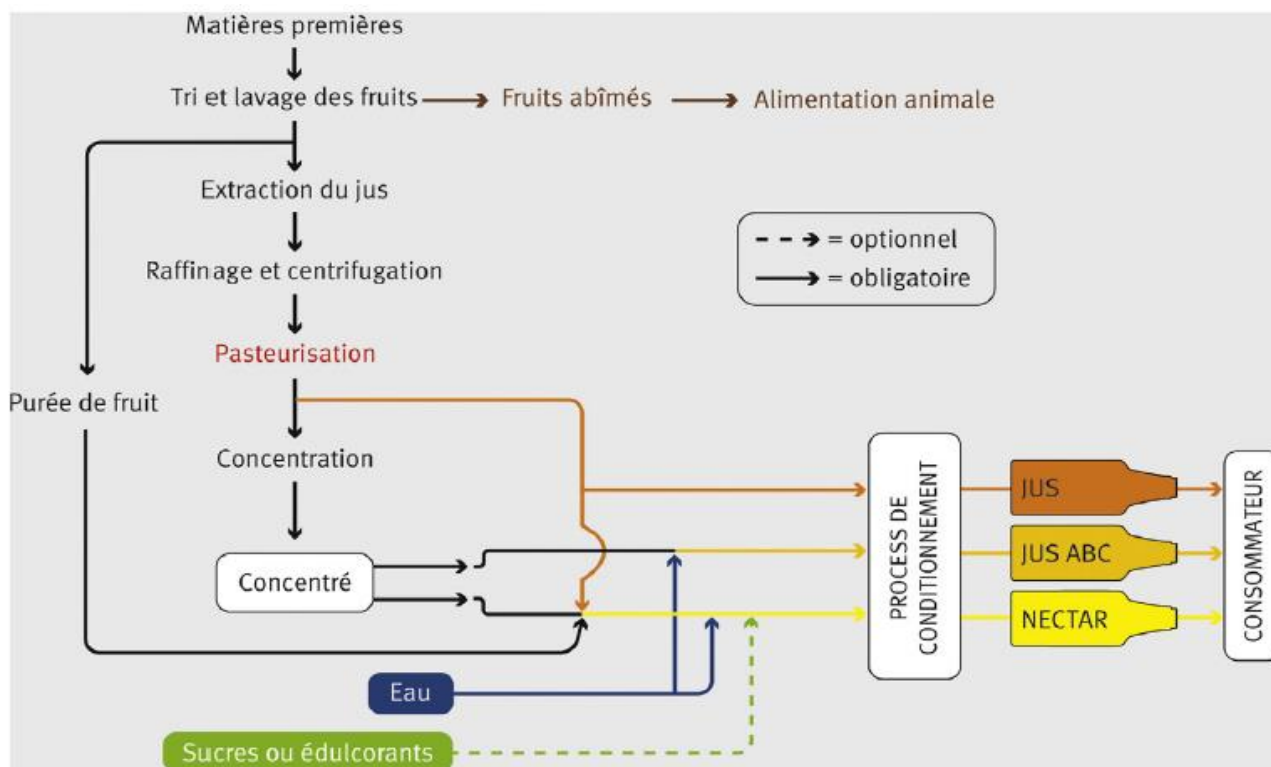 Matières premières
Tri et lavage des fruits
Fruits abîmés
Alimentation animale
Extraction du jus
= optionnel
= obligatoire
Raffinage et centrifugation
Pasteurisation
Purée de fruit
Concentration
Concentré
PROCESS DE
CONDITIONNEMENT
JUS
JUS ABC
NECTAR
CONSOMMATEUR
Eau
Sucres ou édulcorants